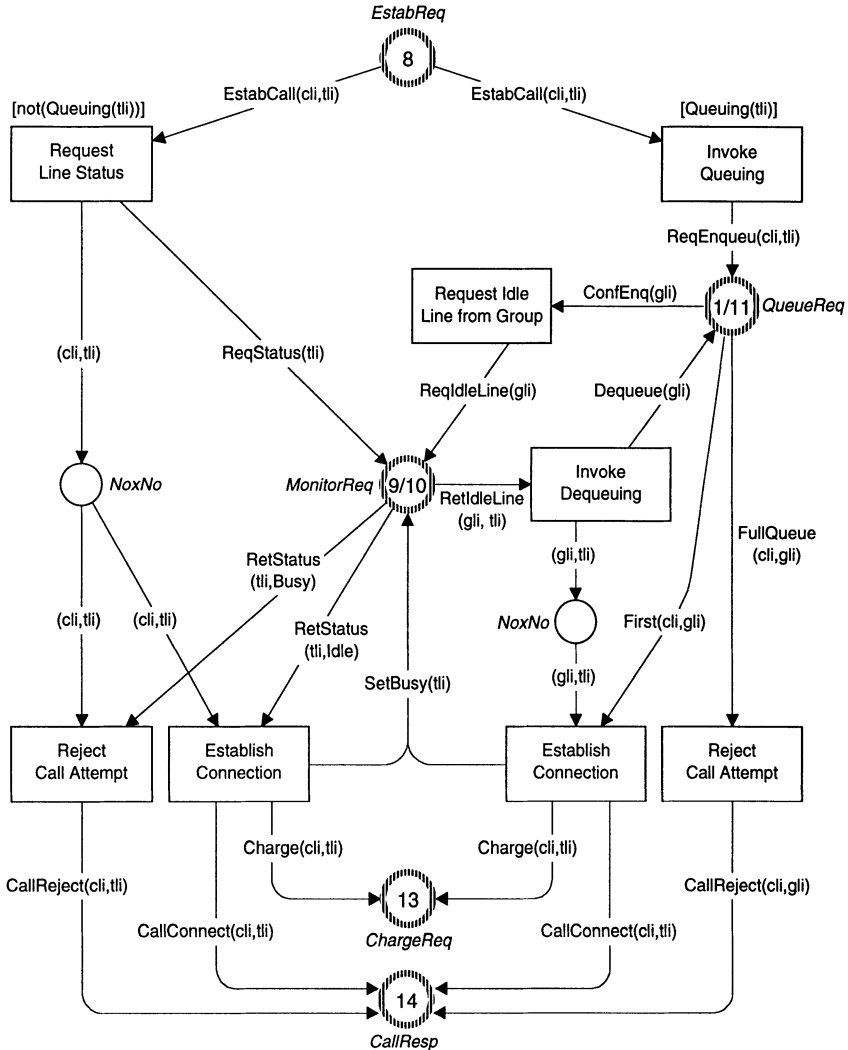 EstabReq
8
EstabCall(cli,tli)
EstabCall(cli,tli)
[not(Queuing(tli))]
[Queuing(tli)]
Request
Line Status
Invoke
Queuing
ReqEnqueu(cli,tli)
Request Idle
Line from Group
ConfEnq(gli)
1/11
QueueReq
(cli,tli)
ReqStatus(tli)
ReqIdleLine(gli)
Dequeue(gli)
NoxNo
MonitorReq
9/10
RetIdleLine
(gli, tli)
Invoke
Dequeuing
RetStatus
(tli,Busy)
(gli,tli)
FullQueue
(cli,gli)
(cli,tli)
(cli,tli)
RetStatus
(tli,Idle)
NoxNo
First(cli,gli)
SetBusy(tli)
(gli,tli)
Reject
Call Attempt
Establish
Connection
Establish
Connection
Reject
Call Attempt
Charge(cli,tli)
Charge(cli,tli)
CallReject(cli,tli)
13
CallReject(cli,gli)
ChargeReq
CallConnect(cli,tli)
CallConnect(cli,tli)
14
CallResp